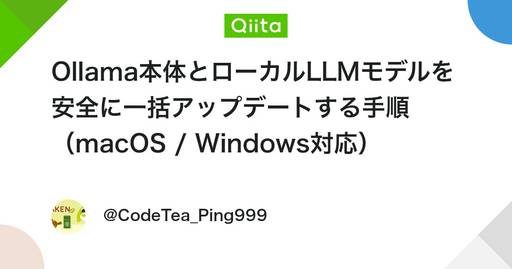 Qiita
Ollama本体とローカルLLMモデルを
安全に一括アップデートする手順
（macOS / Windows対応）
@CodeTea_Ping999